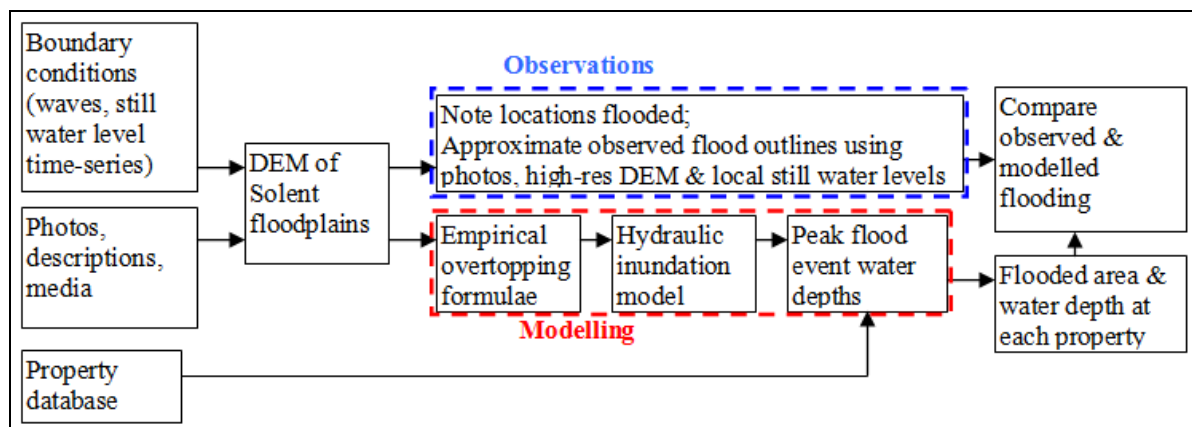 Boundary
conditions
(waves, still
water level
time-series)
Photos,
descriptions,
media
Property
database
DEM of
Solent
floodplains
Observations
Note locations flooded;
Approximate observed flood outlines using
photos, high-res DEM & local still water levels
Empirical
overtopping
formulae
Hydraulic
inundation
model
Peak flood
event water
depths
Modelling
Compare
observed &
modelled
flooding
Flooded area &
water depth at
each property